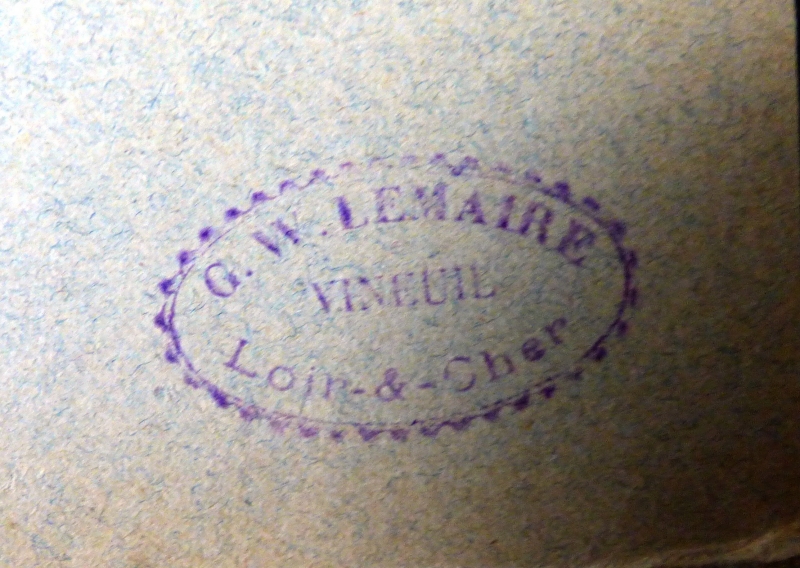 G. W. LEMAIRE
VINEUIL
Loir-&-Cher